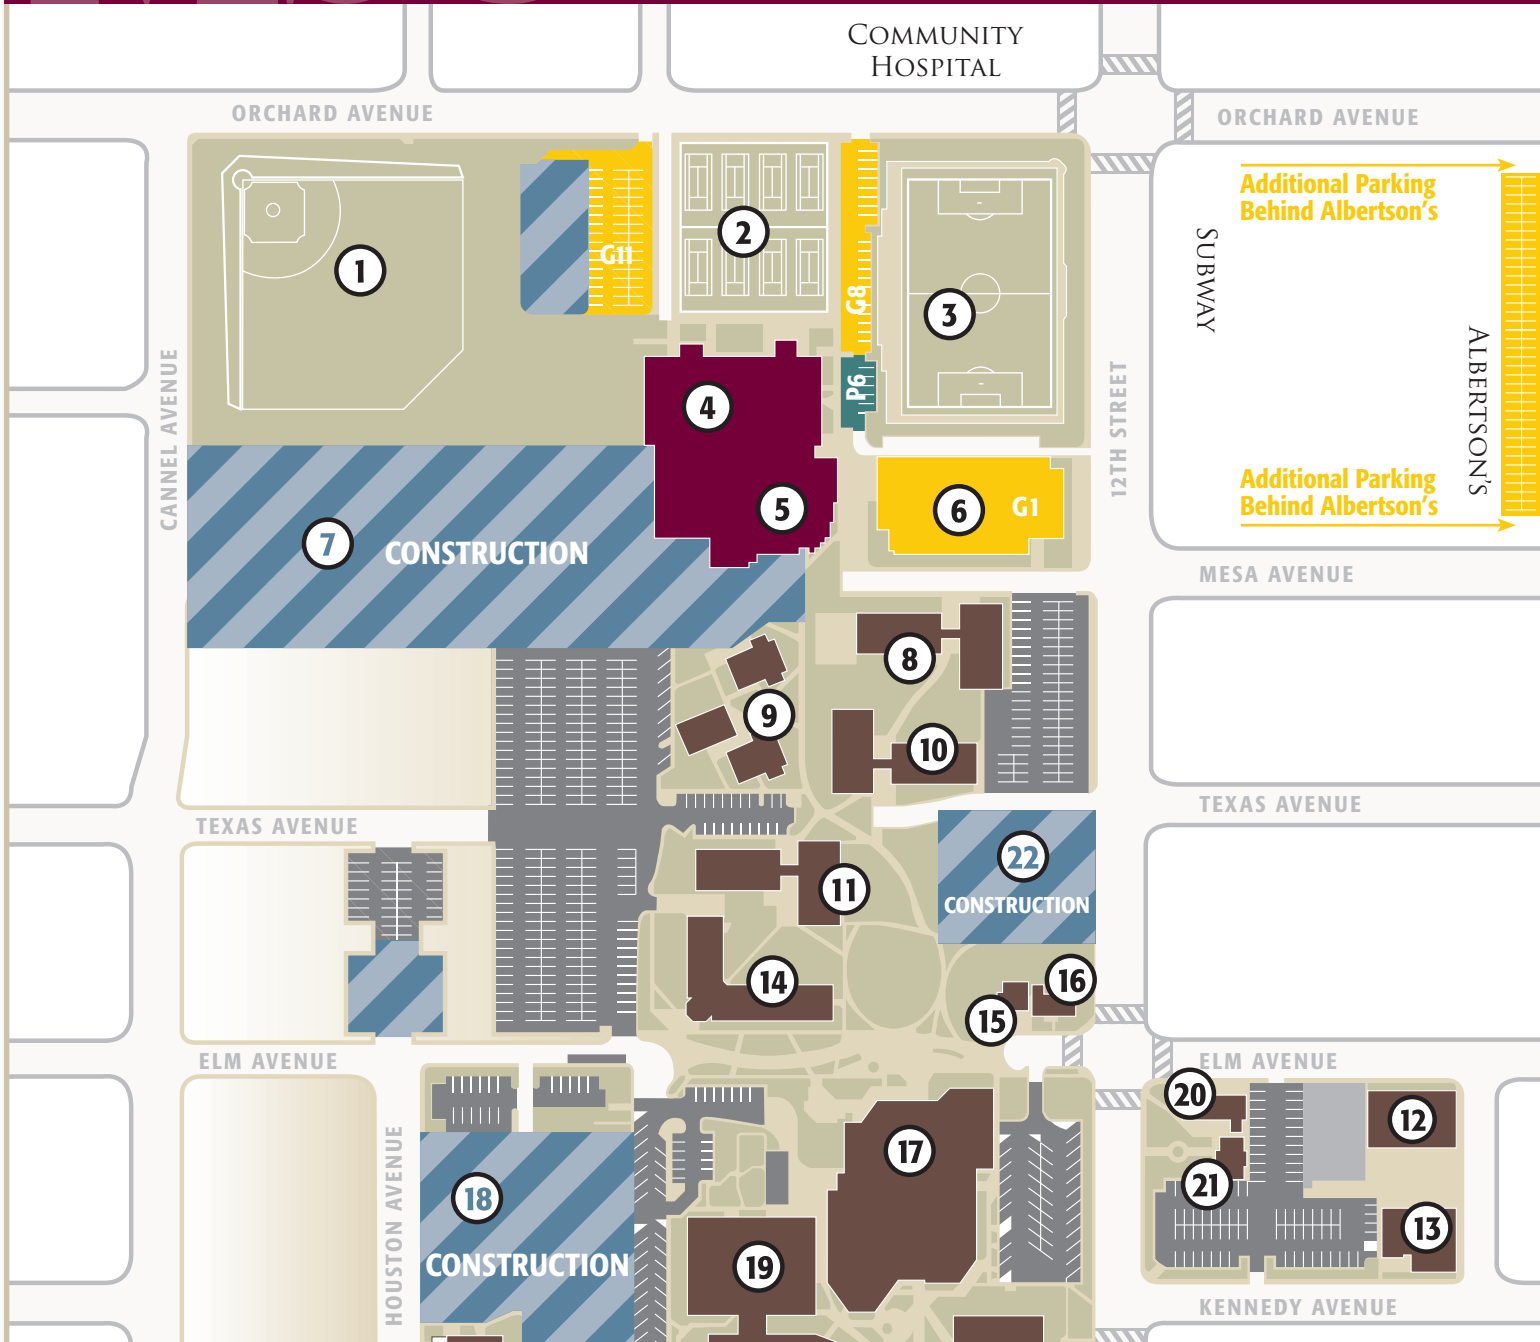 COMMUNITY
HOSPITAL
ORCHARD AVENUE
ORCHARD AVENUE
Additional Parking
Behind Albertson's
SUBWAY
ALBERTSON'S
Additional Parking
Behind Albertson's
1
G11
2
G8
3
CANNEL AVENUE
4
P6
12TH STREET
5
6
G1
7
CONSTRUCTION
MESA AVENUE
8
9
10
TEXAS AVENUE
TEXAS AVENUE
11
22
CONSTRUCTION
14
16
15
ELM AVENUE
ELM AVENUE
20
12
17
21
18
HOUSTON AVENUE
13
CONSTRUCTION
19
KENNEDY AVENUE